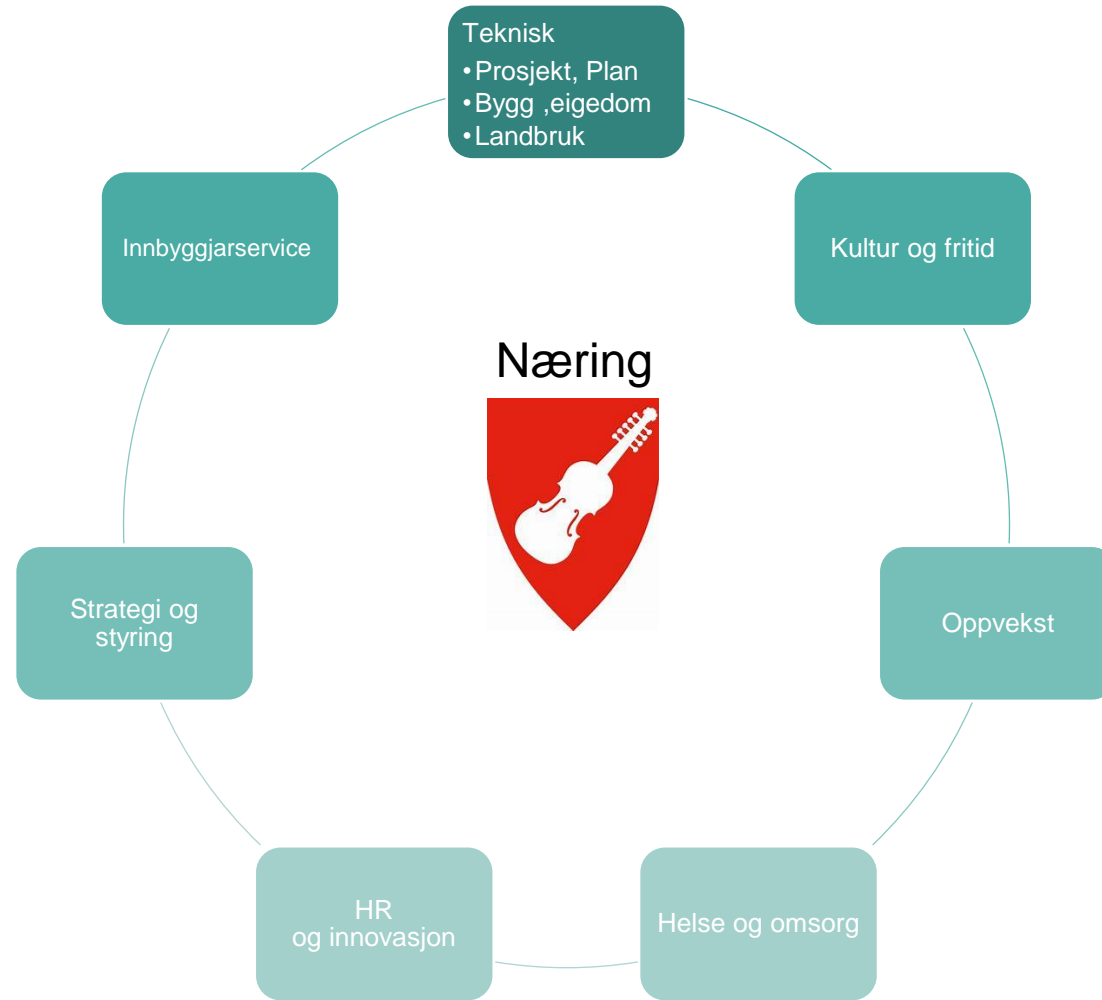 Teknisk
•Prosjekt, Plan
•Bygg ,eigedom
•Landbruk
Innbyggjarservice
Kultur og fritid
Næring
Strategi og
styring
Oppvekst
HR
og innovasjon
Helse og omsorg